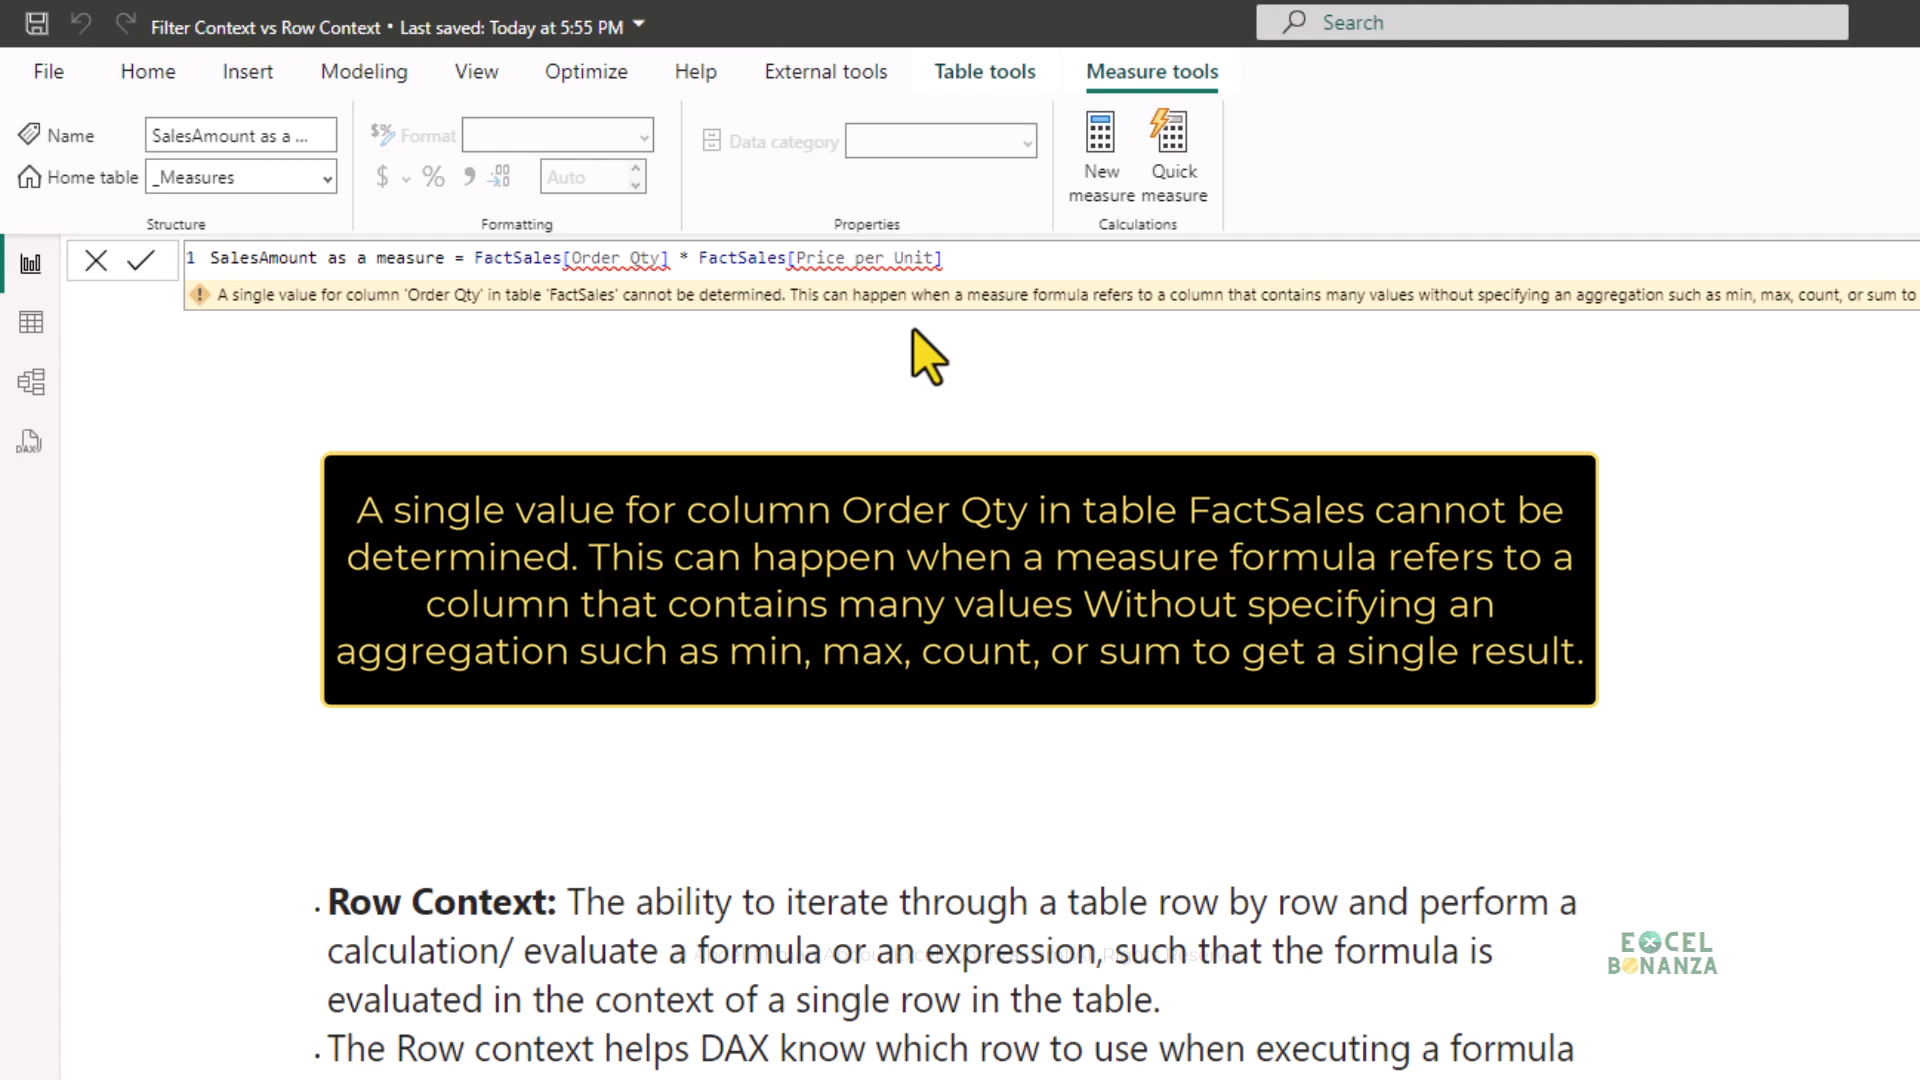 Filter Context vs Row Context • Last saved: Today at 5:55 PM
Search
File Home Insert Modeling View Optimize Help External tools Table tools Measure tools
Name SalesAmount as a ...
Home table _Measures
Structure
$% Format
$ % , .00 Auto
Formatting
Data category
Properties
New measure
Quick measure
Calculations
1 SalesAmount as a measure = FactSales[Order Qty] * FactSales[Price per Unit]
A single value for column 'Order Qty' in table 'FactSales' cannot be determined. This can happen when a measure formula refers to a column that contains many values without specifying an aggregation such as min, max, count, or sum to
DAX
A single value for column Order Qty in table FactSales cannot be
determined. This can happen when a measure formula refers to a
column that contains many values Without specifying an
aggregation such as min, max, count, or sum to get a single result.
. Row Context: The ability to iterate through a table row by row and perform a
calculation/ evaluate a formula or an expression, such that the formula is
evaluated in the context of a single row in the table.
. The Row context helps DAX know which row to use when executing a formula
EXCEL
BONANZA